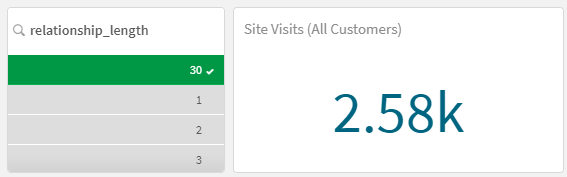 relationship_length
30
1
2
3
Site Visits (All Customers)
2.58k